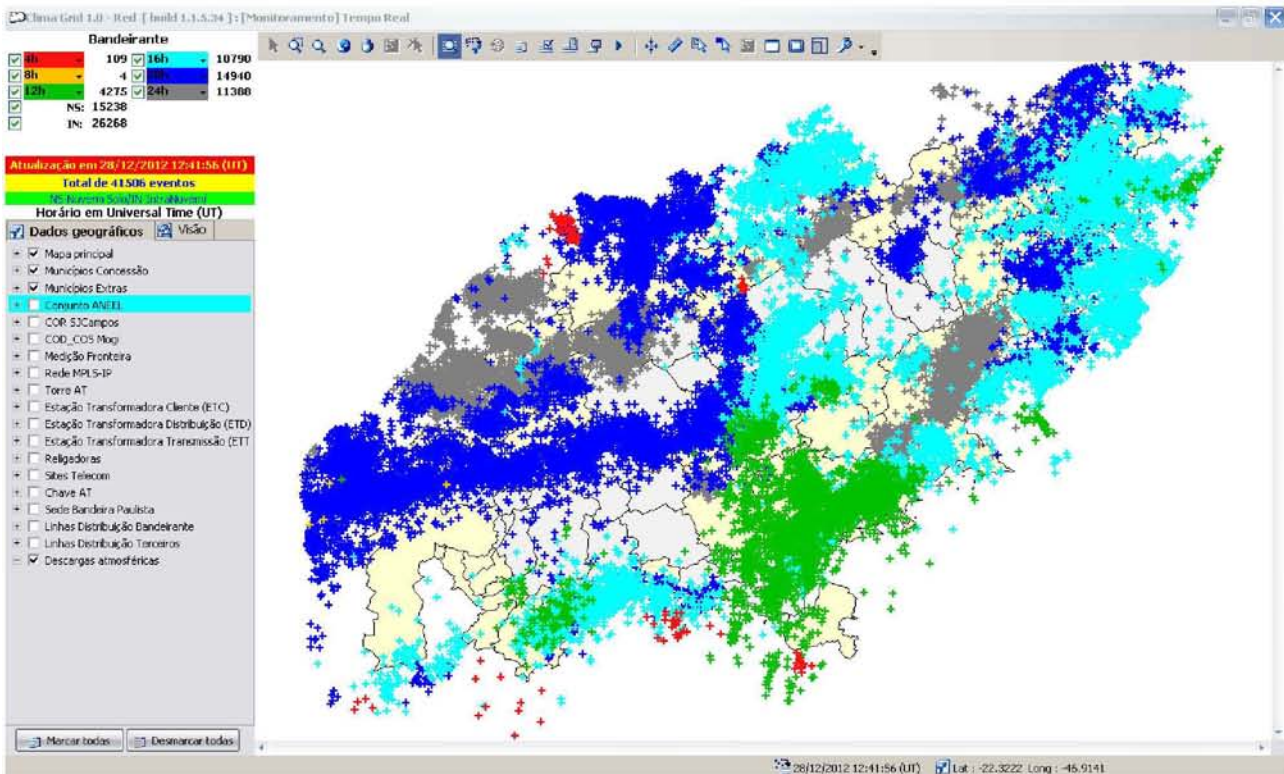 Clima Grid 1.0 - Red [ build 1.1.5.34 ] : [Monitoramento] Tempo Real
Bandeirante
4h 109 16h 10790
8h 4 20h 14940
12h 4275 24h 11388
NS: 15238
IN: 26268
Atualização em 28/12/2012 12:41:56 (UT)
Total de 41506 eventos
NS-Nuvem Solo/IN-IntraNuvem
Horário em Universal Time (UT)
Dados geográficos Visão
Mapa principal
Municípios Concessão
Municípios Extras
Conjunto ANEEL
COR SJCampos
COD_COS Mogi
Medição Fronteira
Rede MPLS-IP
Torre AT
Estação Transformadora Cliente (ETC)
Estação Transformadora Distribuição (ETD)
Estação Transformadora Transmissão (ETT
Religadoras
Sites Telecom
Chave AT
Sede Bandeira Paulista
Linhas Distribuição Bandeirante
Linhas Distribuição Terceiros
Descargas atmosféricas
Marcar todas Desmarcar todas
28/12/2012 12:41:56 (UT) Lat : -22.3222 Long : -46.9141